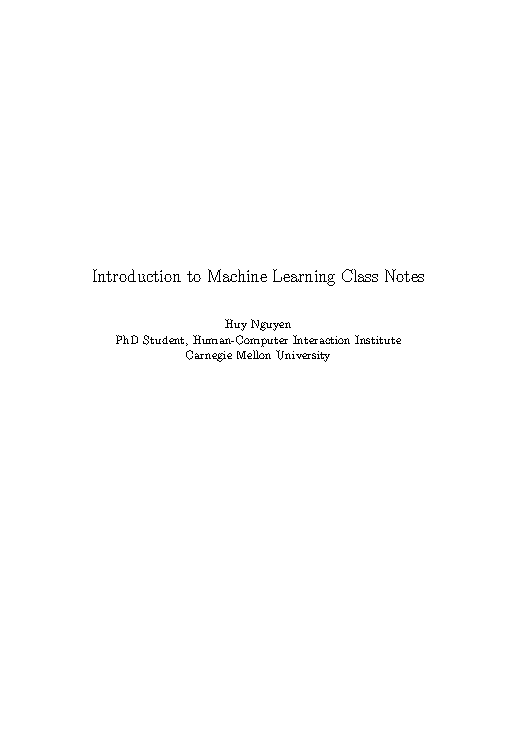 Introduction to Machine Learning Class Notes
Huy Nguyen
PhD Student, Human-Computer Interaction Institute
Carnegie Mellon University